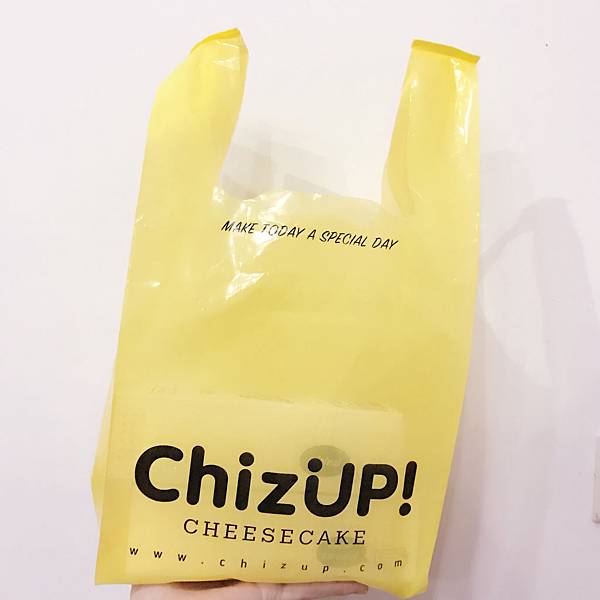 MAKE TODAY A SPECIAL DAY
ChizUP!
CHEESECAKE
www.chizup.com